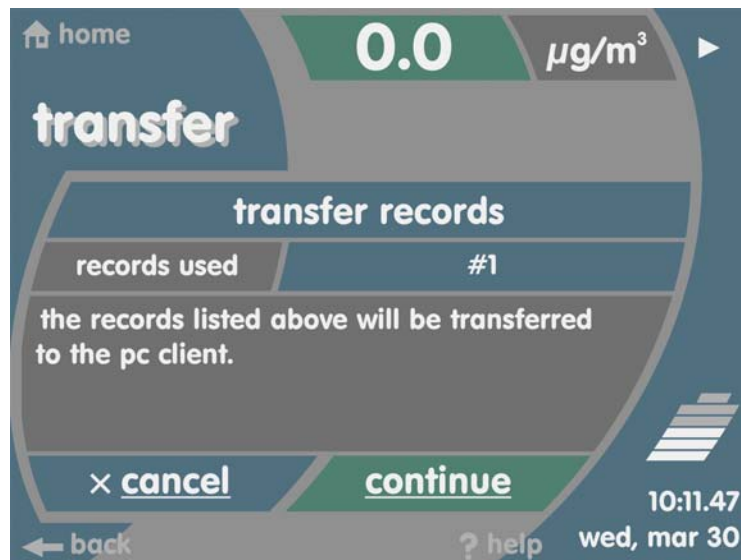 home
0.0
µg/m³
transfer
transfer records
records used
#1
the records listed above will be transferred
to the pc client.
× cancel
continue
10:11.47
back
? help
wed, mar 30